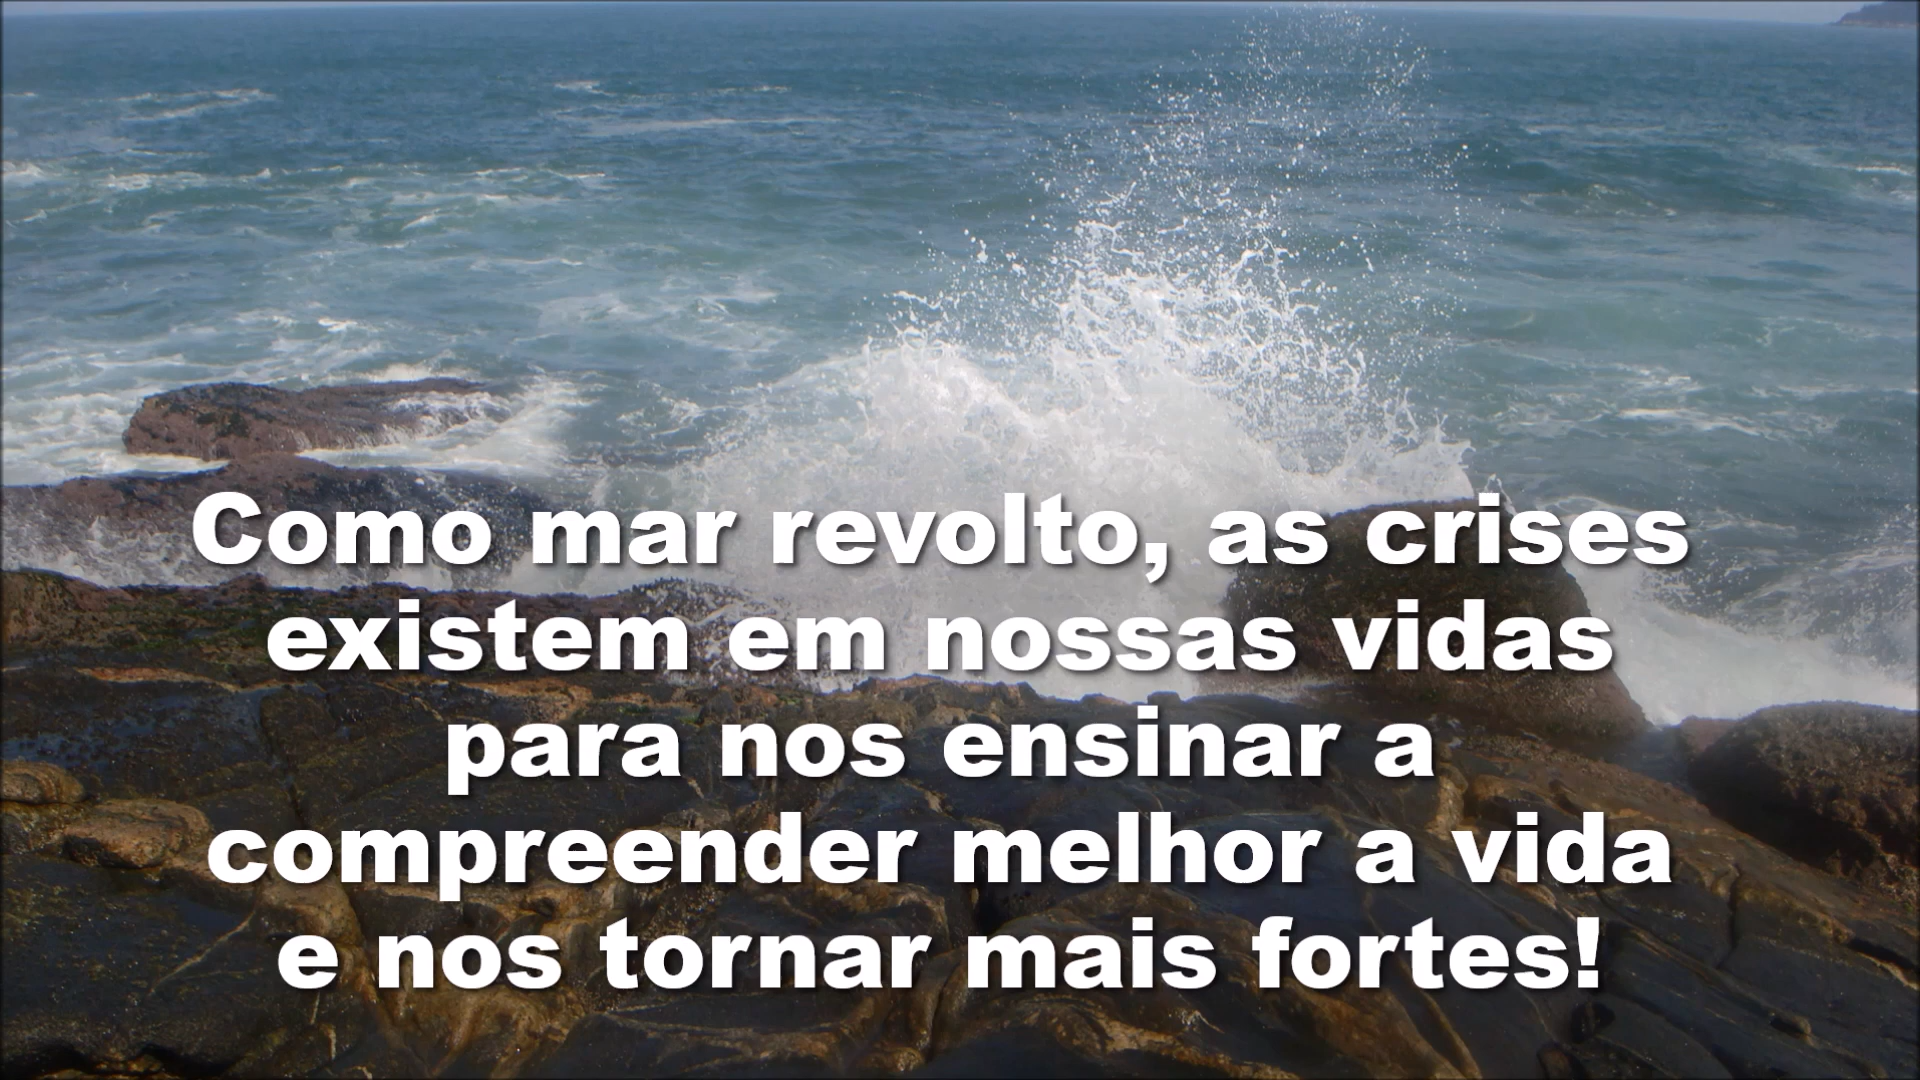 Como mar revolto, as crises
existem em nossas vidas
para nos ensinar a
compreender melhor a vida
e nos tornar mais fortes!